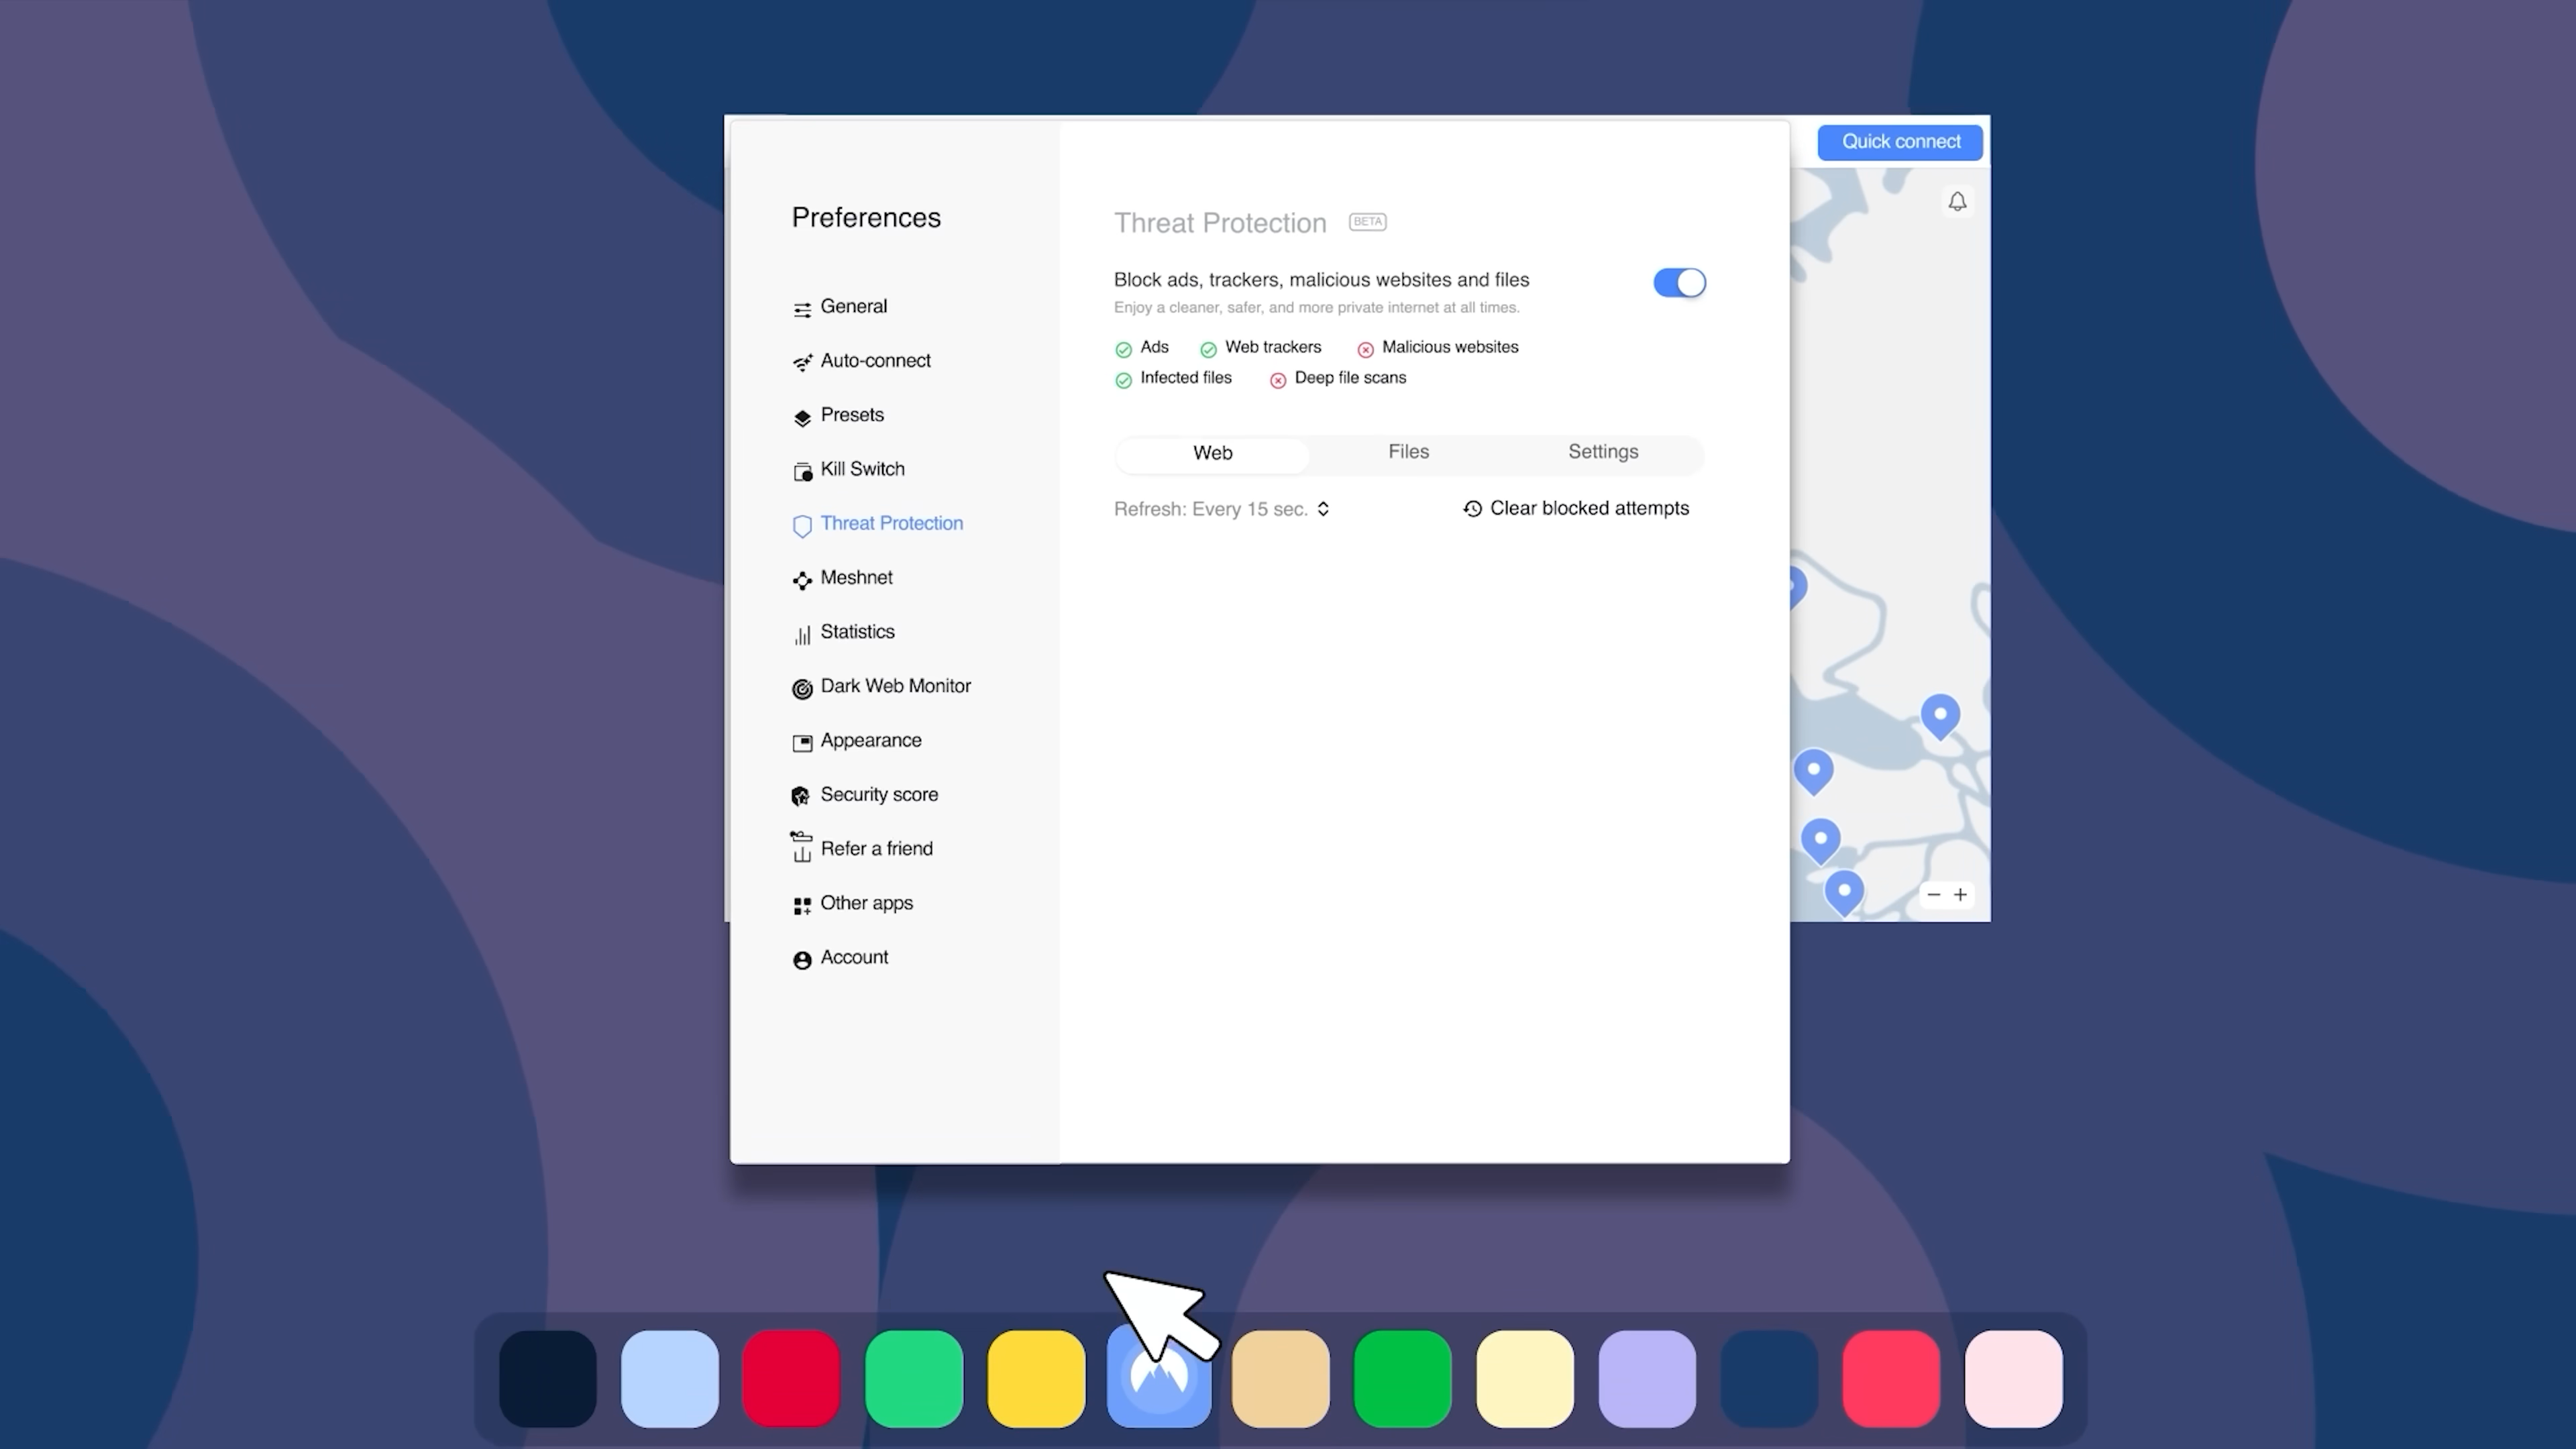 Quick connect
Preferences
General
Auto-connect
Presets
Kill Switch
Threat Protection
Meshnet
Statistics
Dark Web Monitor
Appearance
Security score
Refer a friend
Other apps
Account
Threat Protection BETA
Block ads, trackers, malicious websites and files
Enjoy a cleaner, safer, and more private internet at all times.
Ads Web trackers Malicious websites
Infected files Deep file scans
Web Files Settings
Refresh: Every 15 sec. Clear blocked attempts